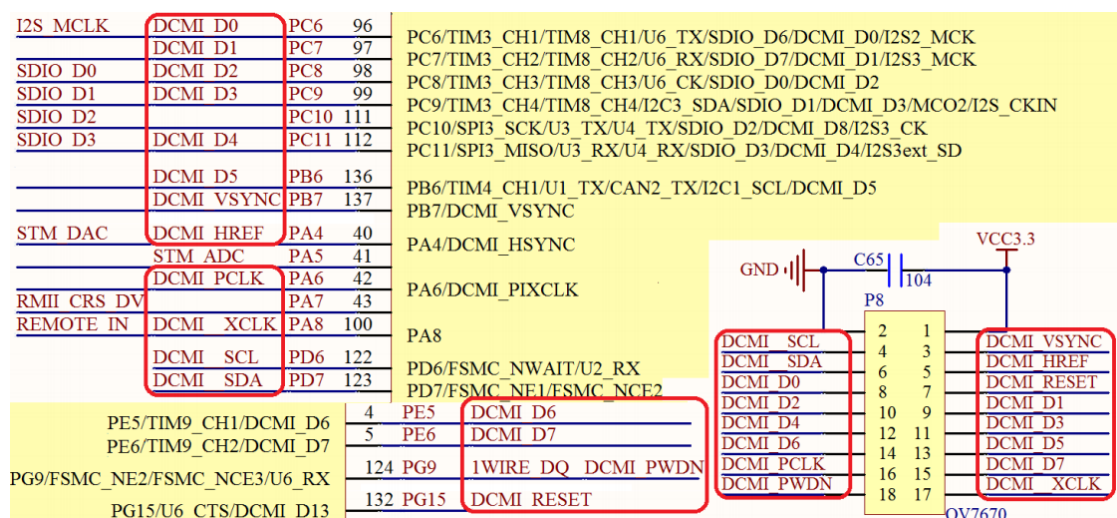 I2S_MCLK DCMI_D0 PC6 96 PC6/TIM3_CH1/TIM8_CH1/U6_TX/SDIO_D6/DCMI_D0/I2S2_MCK
DCMI_D1 PC7 97 PC7/TIM3_CH2/TIM8_CH2/U6_RX/SDIO_D7/DCMI_D1/I2S3_MCK
SDIO_D0 DCMI_D2 PC8 98 PC8/TIM3_CH3/TIM8_CH3/U6_CK/SDIO_D0/DCMI_D2
SDIO_D1 DCMI_D3 PC9 99 PC9/TIM3_CH4/TIM8_CH4/I2C3_SDA/SDIO_D1/DCMI_D3/MCO2/I2S_CKIN
SDIO_D2 PC10 111 PC10/SPI3_SCK/U3_TX/U4_TX/SDIO_D2/DCMI_D8/I2S3_CK
SDIO_D3 DCMI_D4 PC11 112 PC11/SPI3_MISO/U3_RX/U4_RX/SDIO_D3/DCMI_D4/I2S3ext_SD
DCMI_D5 PB6 136 PB6/TIM4_CH1/U1_TX/CAN2_TX/I2C1_SCL/DCMI_D5
DCMI_VSYNC PB7 137 PB7/DCMI_VSYNC
STM_DAC DCMI_HREF PA4 40 PA4/DCMI_HSYNC
STM_ADC PA5 41
DCMI_PCLK PA6 42 PA6/DCMI_PIXCLK
RMII_CRS_DV PA7 43
REMOTE_IN DCMI_XCLK PA8 100 PA8
DCMI_SCL PD6 122 PD6/FSMC_NWAIT/U2_RX
DCMI_SDA PD7 123 PD7/FSMC_NE1/FSMC_NCE2
PE5/TIM9_CH1/DCMI_D6 4 PE5 DCMI_D6
PE6/TIM9_CH2/DCMI_D7 5 PE6 DCMI_D7
PG9/FSMC_NE2/FSMC_NCE3/U6_RX 124 PG9 1WIRE_DQ_DCMI_PWDN
PG15/U6_CTS/DCMI_D13 132 PG15 DCMI_RESET
VCC3.3
GND C65
104
P8
2 1
DCMI_SCL 4 3 DCMI_VSYNC
DCMI_SDA 6 5 DCMI_HREF
DCMI_D0 8 7 DCMI_RESET
DCMI_D2 10 9 DCMI_D1
DCMI_D4 12 11 DCMI_D3
DCMI_D6 14 13 DCMI_D5
DCMI_PCLK 16 15 DCMI_D7
DCMI_PWDN 18 17 DCMI_XCLK
OV7670